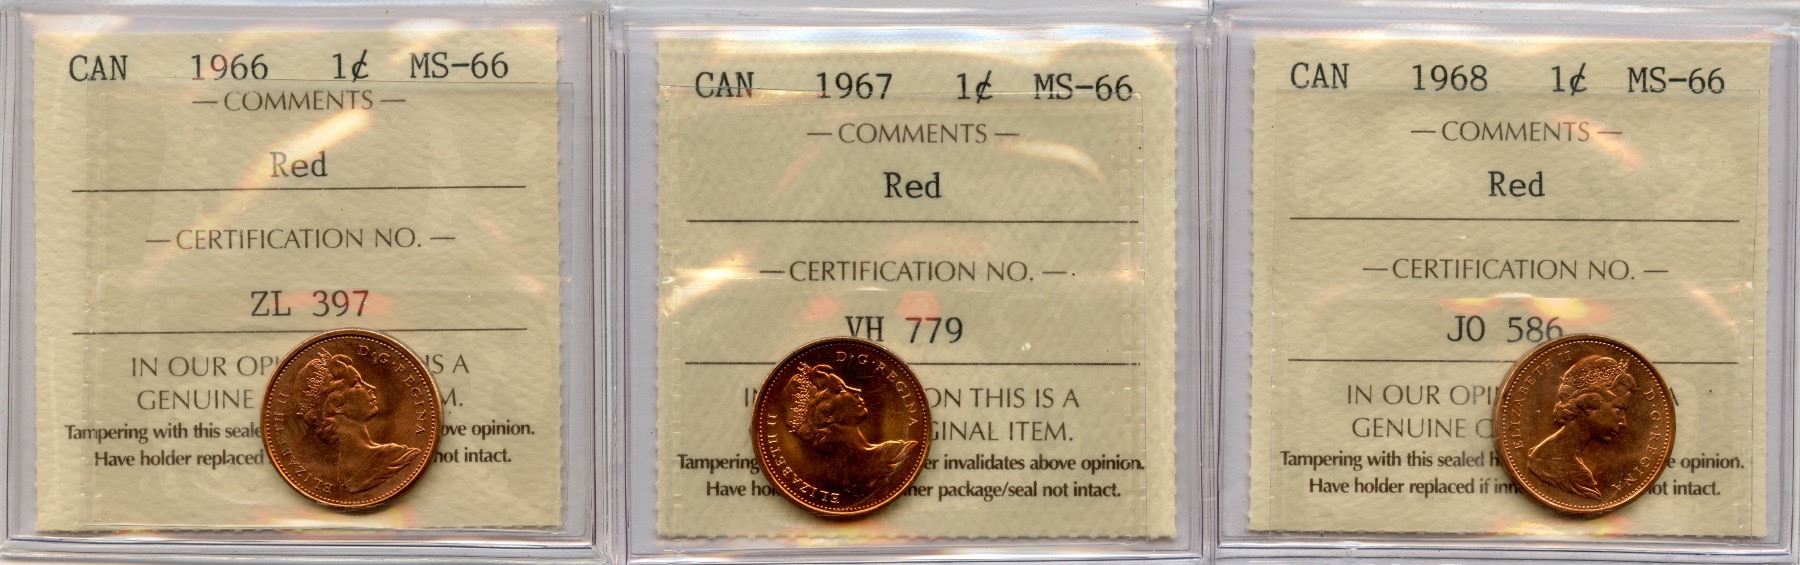 CAN 1966 1¢ MS-66
— COMMENTS —
Red
— CERTIFICATION NO. —
ZL 397
IN OUR OPI S A
GENUINE M.
Tampering with this seale ove opinion.
Have holder replaced not intact.
D·G·REGINA
ELIZABETH II
CAN 1967 1¢ MS-66
— COMMENTS —
Red
— CERTIFICATION NO. —
VH 779
IN ON THIS IS A
GINAL ITEM.
Tampering er invalidates above opinion.
Have hol ner package/seal not intact.
D·G·REGINA
ELIZABETH II
CAN 1968 1¢ MS-66
— COMMENTS —
Red
— CERTIFICATION NO. —
JO 586
IN OUR OPI A
GENUINE
Tampering with this sealed e opinion.
Have holder replaced if inn not intact.
ELIZABETH II
D·G·REGINA